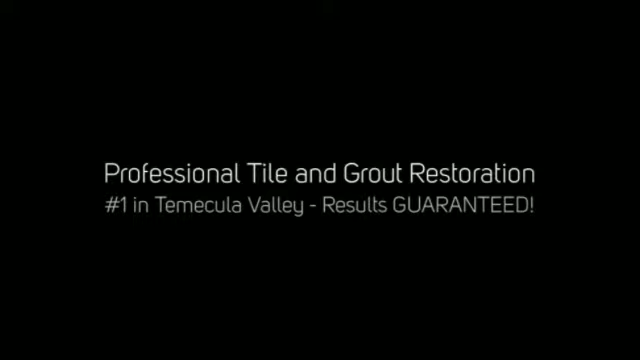 Professional Tile and Grout Restoration
#1 in Temecula Valley - Results GUARANTEED!